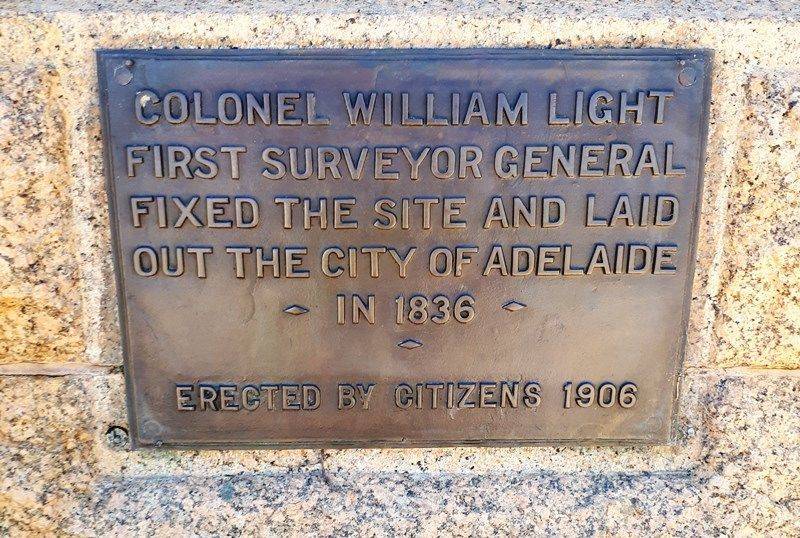 COLONEL WILLIAM LIGHT
FIRST SURVEYOR GENERAL
FIXED THE SITE AND LAID
OUT THE CITY OF ADELAIDE
IN 1836
ERECTED BY CITIZENS 1906